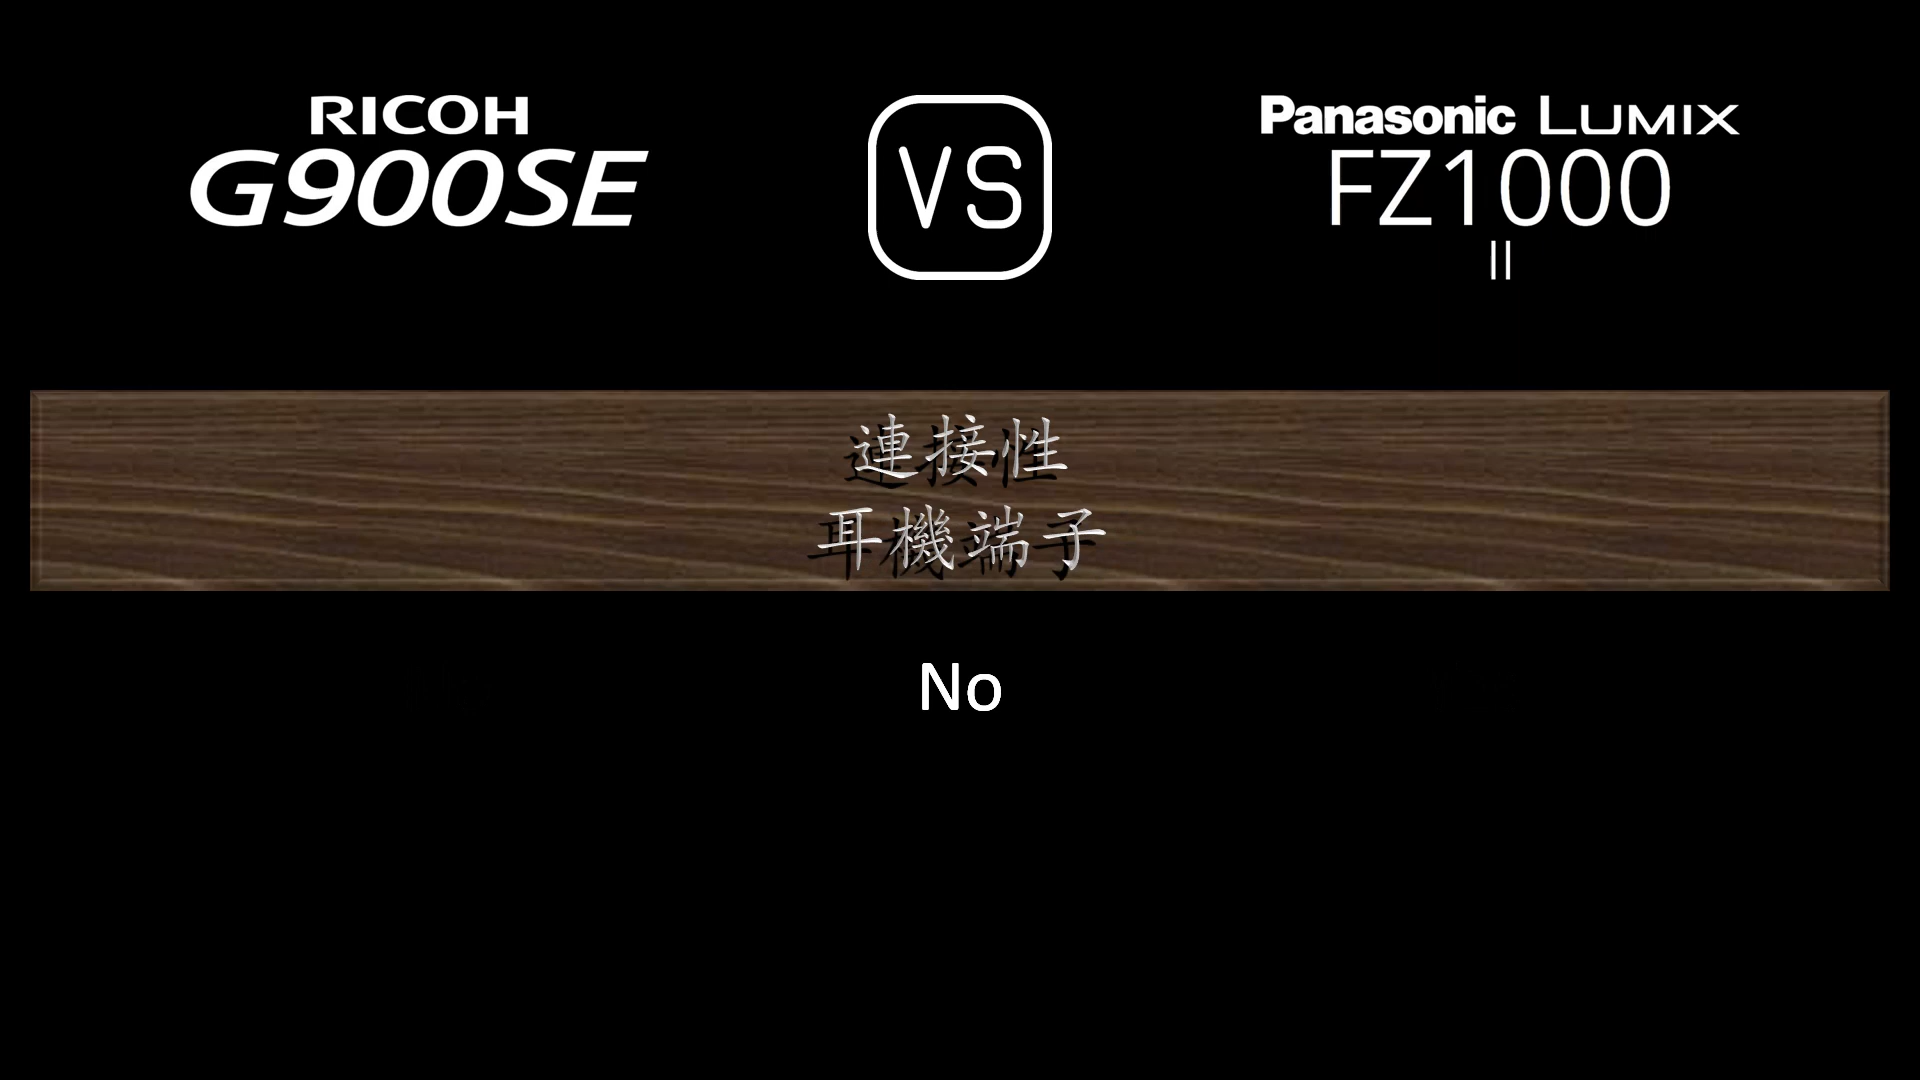 RICOH
G900SE
VS
Panasonic LUMIX
FZ1000
II
連接性
耳機端子
No